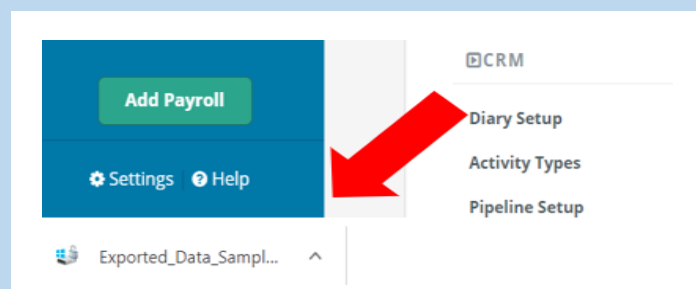 CRM
Add Payroll
Diary Setup
Activity Types
Settings Help
Pipeline Setup
Exported_Data_Sampl...